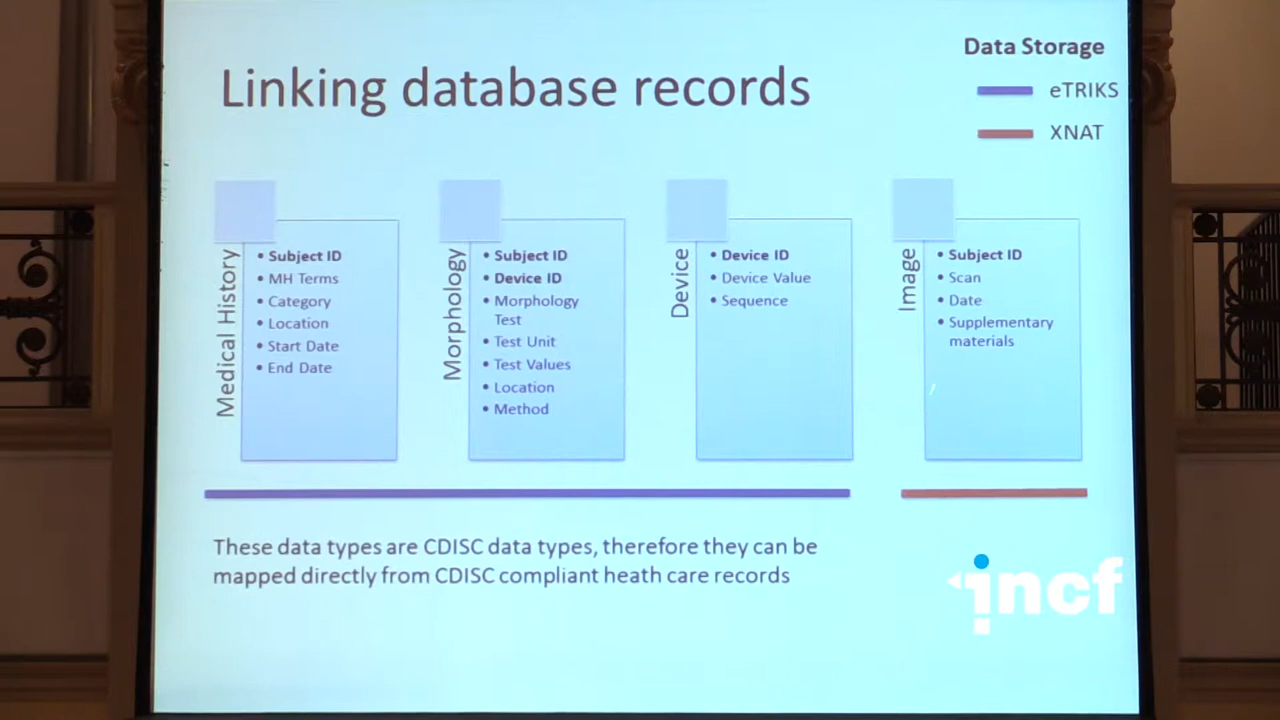 Data Storage
Linking database records
eTRIKS
XNAT
Medical History
• Subject ID
• MH Terms
• Category
• Location
• Start Date
• End Date
Morphology
• Subject ID
• Device ID
• Morphology
Test
• Test Unit
• Test Values
• Location
• Method
Device
• Device ID
• Device Value
• Sequence
Image
• Subject ID
• Scan
• Date
• Supplementary
materials
These data types are CDISC data types, therefore they can be
mapped directly from CDISC compliant heath care records
incf